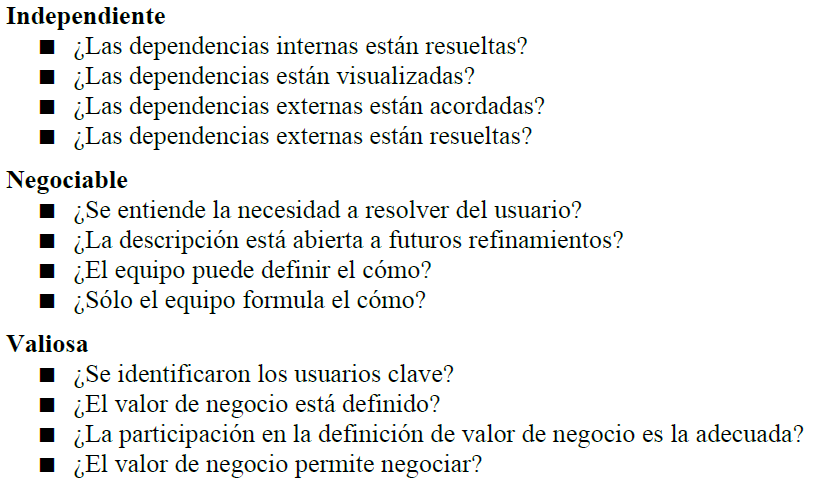 Independiente
■ ¿Las dependencias internas están resueltas?
■ ¿Las dependencias están visualizadas?
■ ¿Las dependencias externas están acordadas?
■ ¿Las dependencias externas están resueltas?
Negociable
■ ¿Se entiende la necesidad a resolver del usuario?
■ ¿La descripción está abierta a futuros refinamientos?
■ ¿El equipo puede definir el cómo?
■ ¿Sólo el equipo formula el cómo?
Valiosa
■ ¿Se identificaron los usuarios clave?
■ ¿El valor de negocio está definido?
■ ¿La participación en la definición de valor de negocio es la adecuada?
■ ¿El valor de negocio permite negociar?